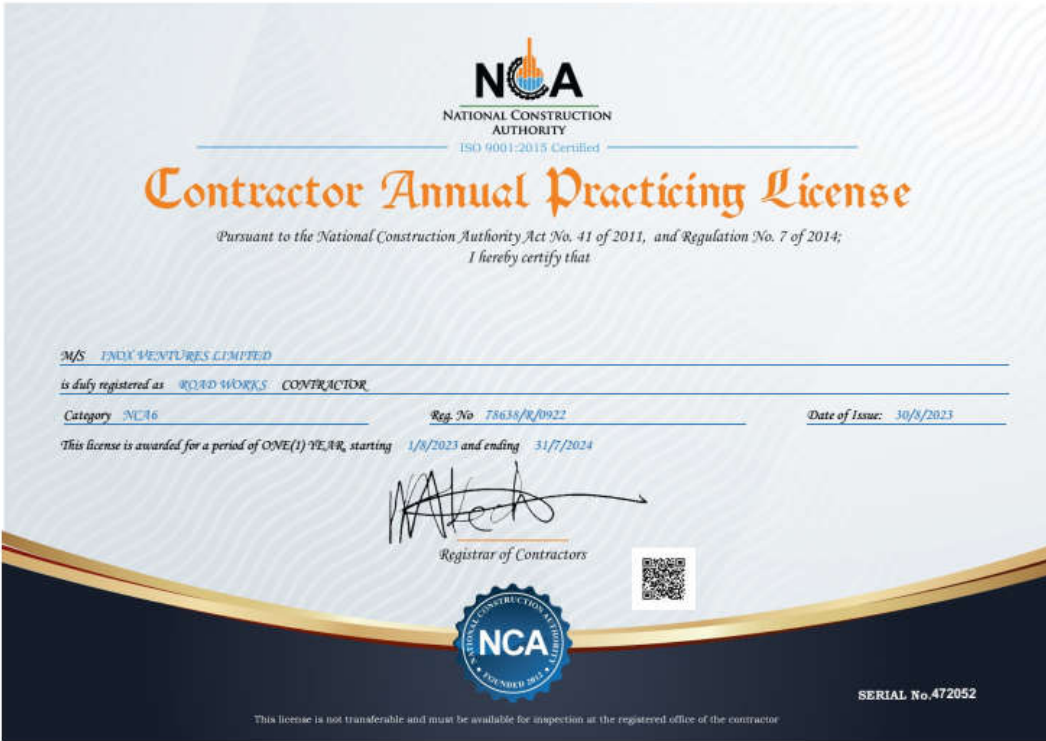 NCA
NATIONAL CONSTRUCTION
AUTHORITY
ISO 9001:2015 Certified
Contractor Annual Practicing License
Pursuant to the National Construction Authority Act No. 41 of 2011, and Regulation No. 7 of 2014;
I hereby certify that
M/S INOX VENTURES LIMITED
is duly registered as ROAD WORKS CONTRACTOR
Category NCA6 Reg. No 78638/R/0922 Date of Issue: 30/8/2023
This license is awarded for a period of ONE(1) YEAR, starting 1/8/2023 and ending 31/7/2024
Registrar of Contractors
NATIONAL CONSTRUCTION AUTHORITY
NCA
FOUNDED 2012
SERIAL No.472052
This license is not transferable and must be available for inspection at the registered office of the contractor